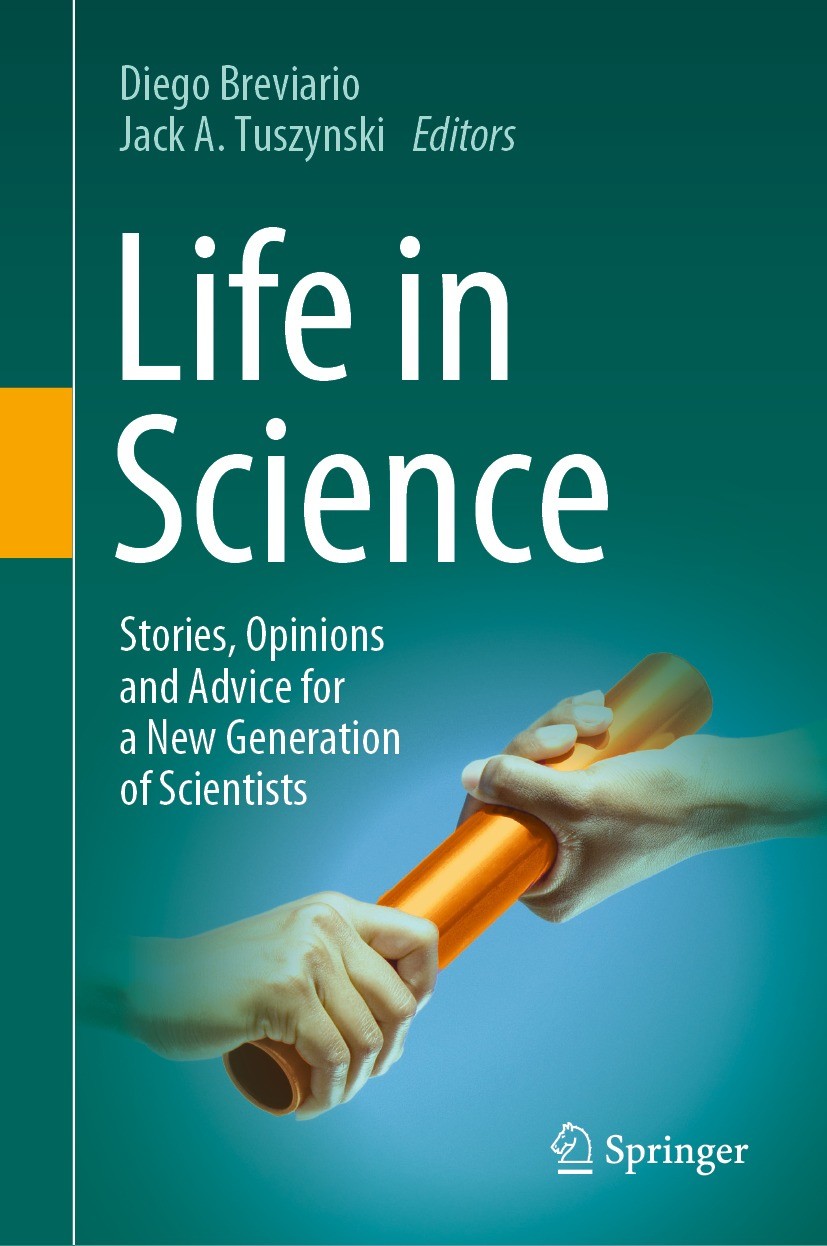 Diego Breviario
Jack A. Tuszynski Editors
Life in
Science
Stories, Opinions
and Advice for
a New Generation
of Scientists
Springer